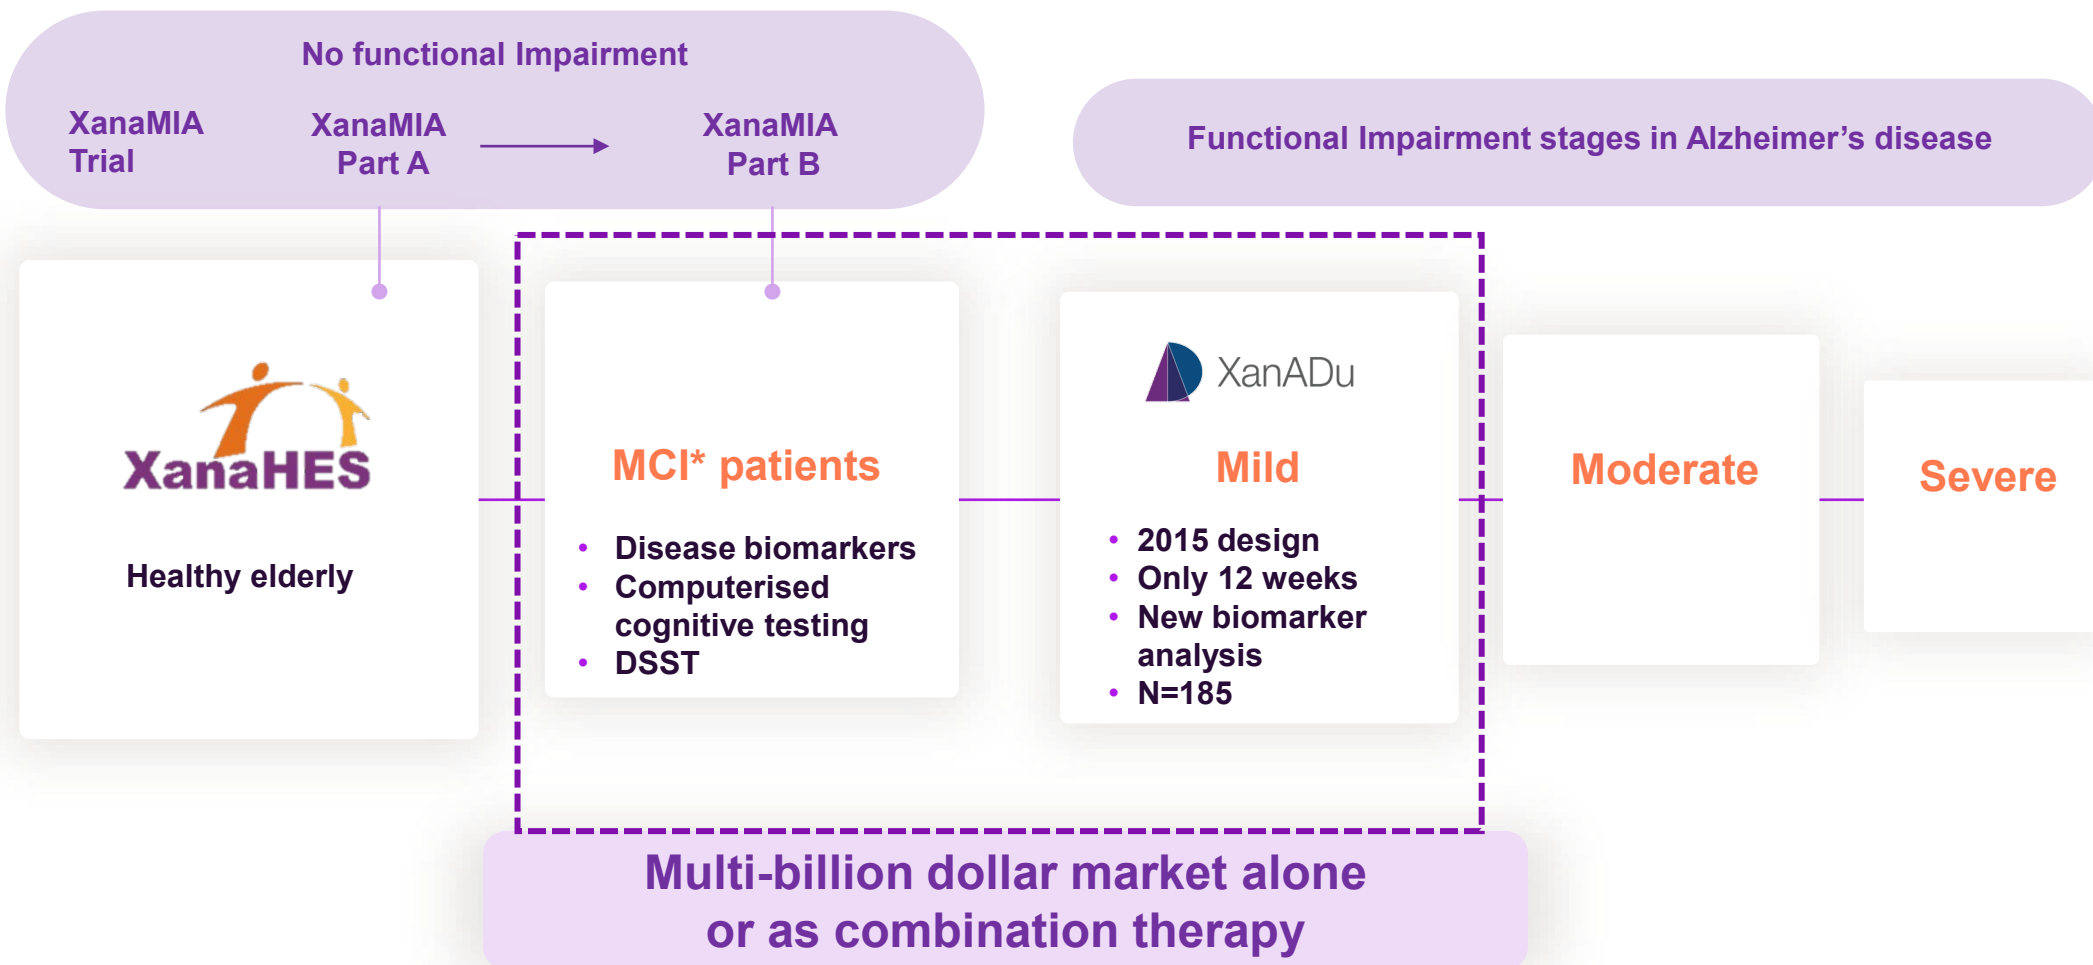 No functional Impairment
XanaMIA
Trial
XanaMIA
Part A
XanaMIA
Part B
Functional Impairment stages in Alzheimer’s disease
XanaHES
Healthy elderly
MCI* patients
• Disease biomarkers
• Computerised
cognitive testing
• DSST
XanADu
Mild
• 2015 design
• Only 12 weeks
• New biomarker
analysis
• N=185
Moderate
Severe
Multi-billion dollar market alone
or as combination therapy